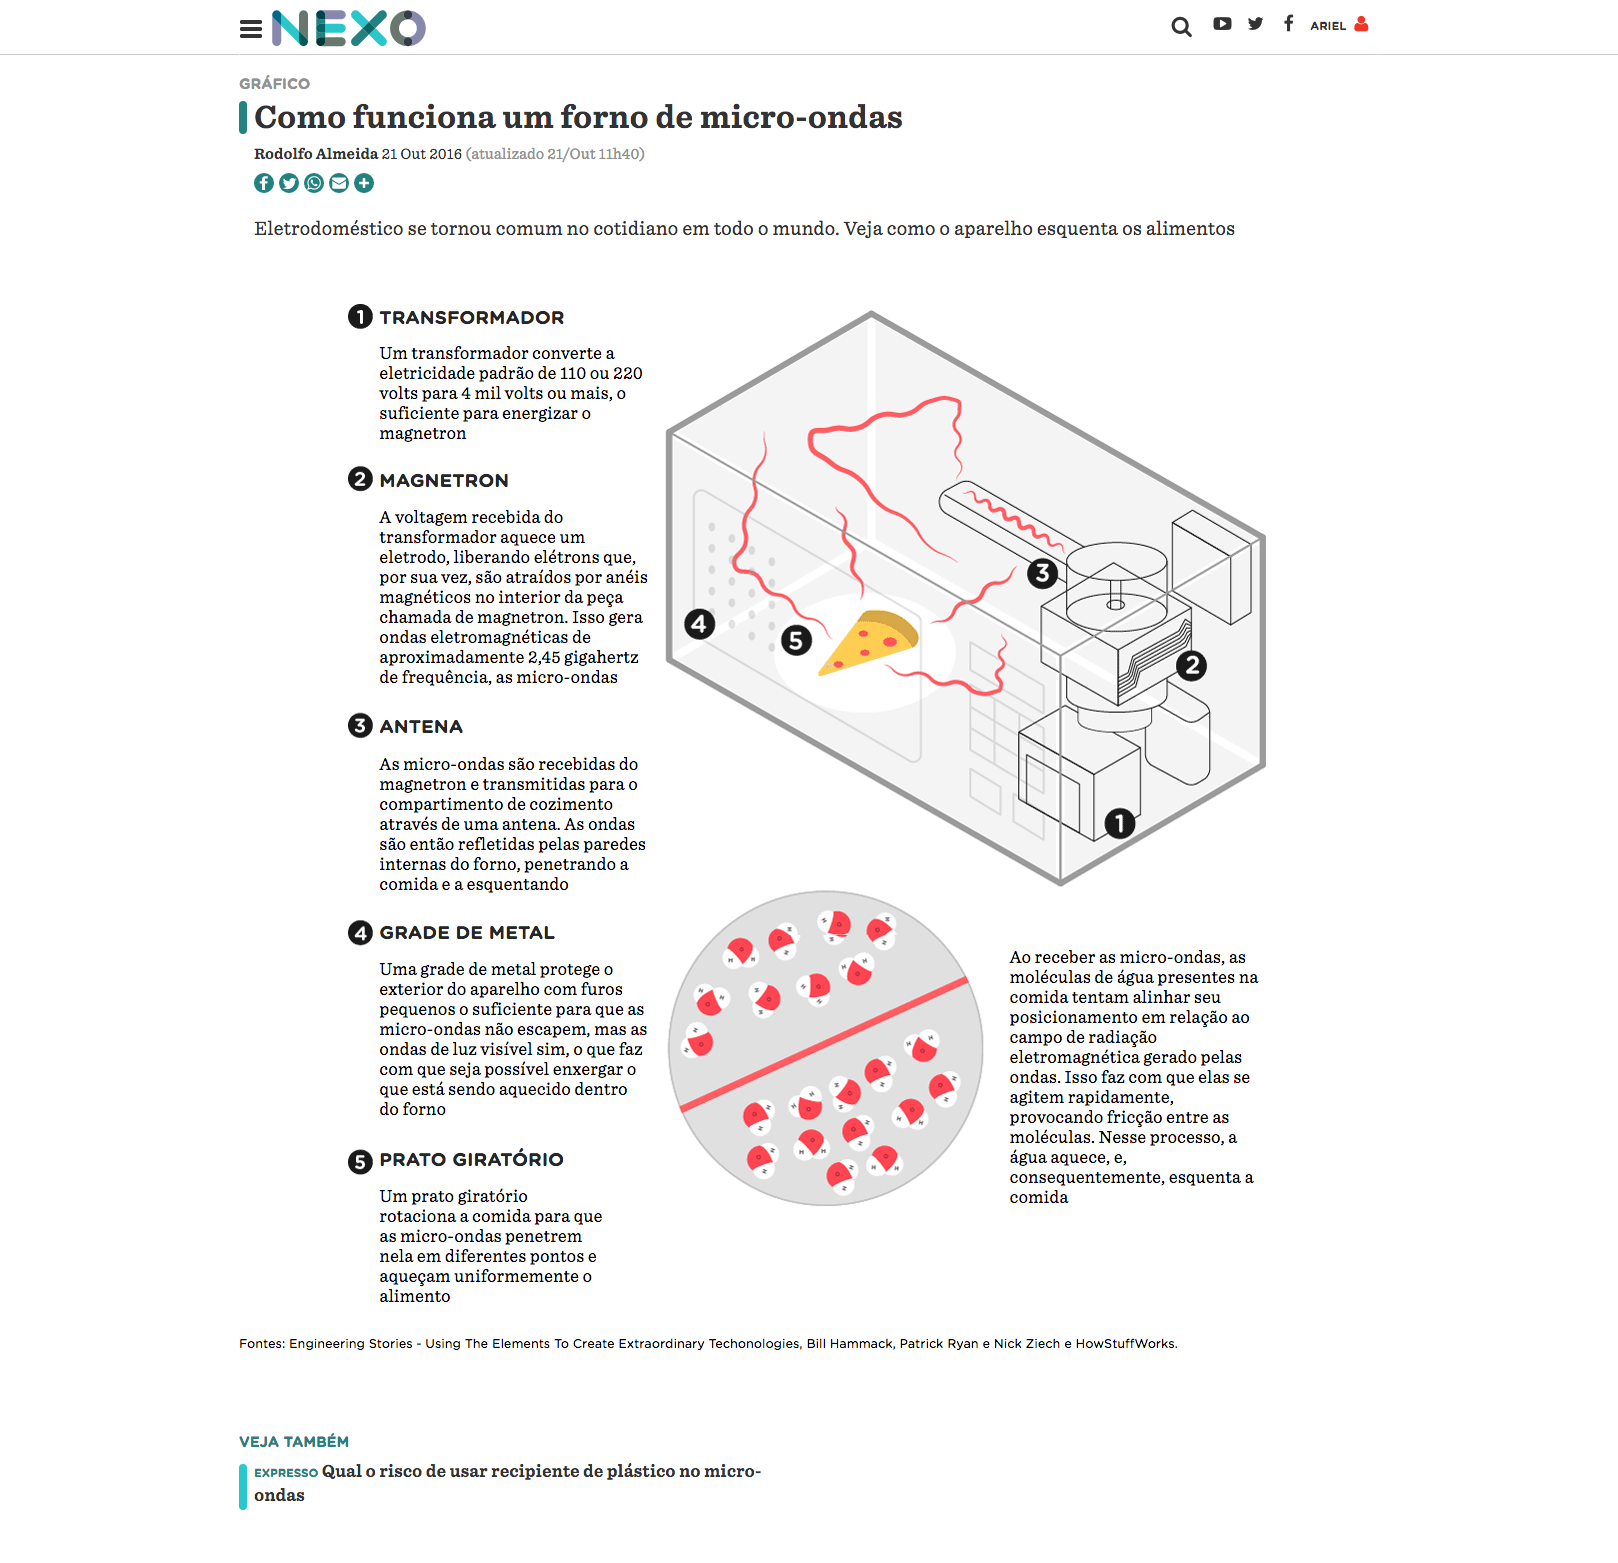 NEXO
ARIEL
GRÁFICO
Como funciona um forno de micro-ondas
Rodolfo Almeida 21 Out 2016 (atualizado 21/Out 11h40)
Eletrodoméstico se tornou comum no cotidiano em todo o mundo. Veja como o aparelho esquenta os alimentos
1 TRANSFORMADOR
Um transformador converte a
eletricidade padrão de 110 ou 220
volts para 4 mil volts ou mais, o
suficiente para energizar o
magnetron
2 MAGNETRON
A voltagem recebida do
transformador aquece um
eletrodo, liberando elétrons que,
por sua vez, são atraídos por anéis
magnéticos no interior da peça
chamada de magnetron. Isso gera
ondas eletromagnéticas de
aproximadamente 2,45 gigahertz
de frequência, as micro-ondas
3 ANTENA
As micro-ondas são recebidas do
magnetron e transmitidas para o
compartimento de cozimento
através de uma antena. As ondas
são então refletidas pelas paredes
internas do forno, penetrando a
comida e a esquentando
4 GRADE DE METAL
Uma grade de metal protege o
exterior do aparelho com furos
pequenos o suficiente para que as
micro-ondas não escapem, mas as
ondas de luz visível sim, o que faz
com que seja possível enxergar o
que está sendo aquecido dentro
do forno
5 PRATO GIRATÓRIO
Um prato giratório
rotaciona a comida para que
as micro-ondas penetrem
nela em diferentes pontos e
aqueçam uniformemente o
alimento
3
4
5
2
1
Ao receber as micro-ondas, as
moléculas de água presentes na
comida tentam alinhar seu
posicionamento em relação ao
campo de radiação
eletromagnética gerado pelas
ondas. Isso faz com que elas se
agitem rapidamente,
provocando fricção entre as
moléculas. Nesse processo, a
água aquece, e,
consequentemente, esquenta a
comida
Fontes: Engineering Stories - Using The Elements To Create Extraordinary Techonologies, Bill Hammack, Patrick Ryan e Nick Ziech e HowStuffWorks.
VEJA TAMBÉM
EXPRESSO Qual o risco de usar recipiente de plástico no micro-
ondas